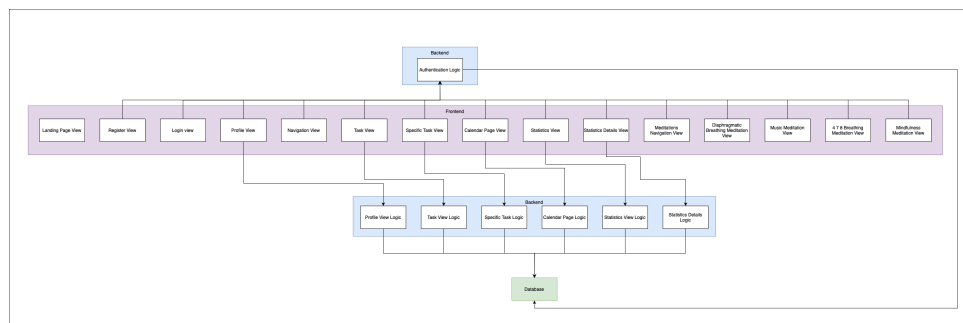 Backend
Authentication Logic
Frontend
Landing Page View
Register View
Login view
Profile View
Navigation View
Task View
Specific Task View
Calendar Page View
Statistics View
Statistics Details View
Meditations
Navigation View
Diaphragmatic
Breathing Meditation
View
Music Meditation
View
4 7 8 Breathing
Meditation View
Mindfulness
Meditation View
Backend
Profile View Logic
Task View Logic
Specific Task Logic
Calendar Page Logic
Statistics View Logic
Statistics Details
Logic
Database